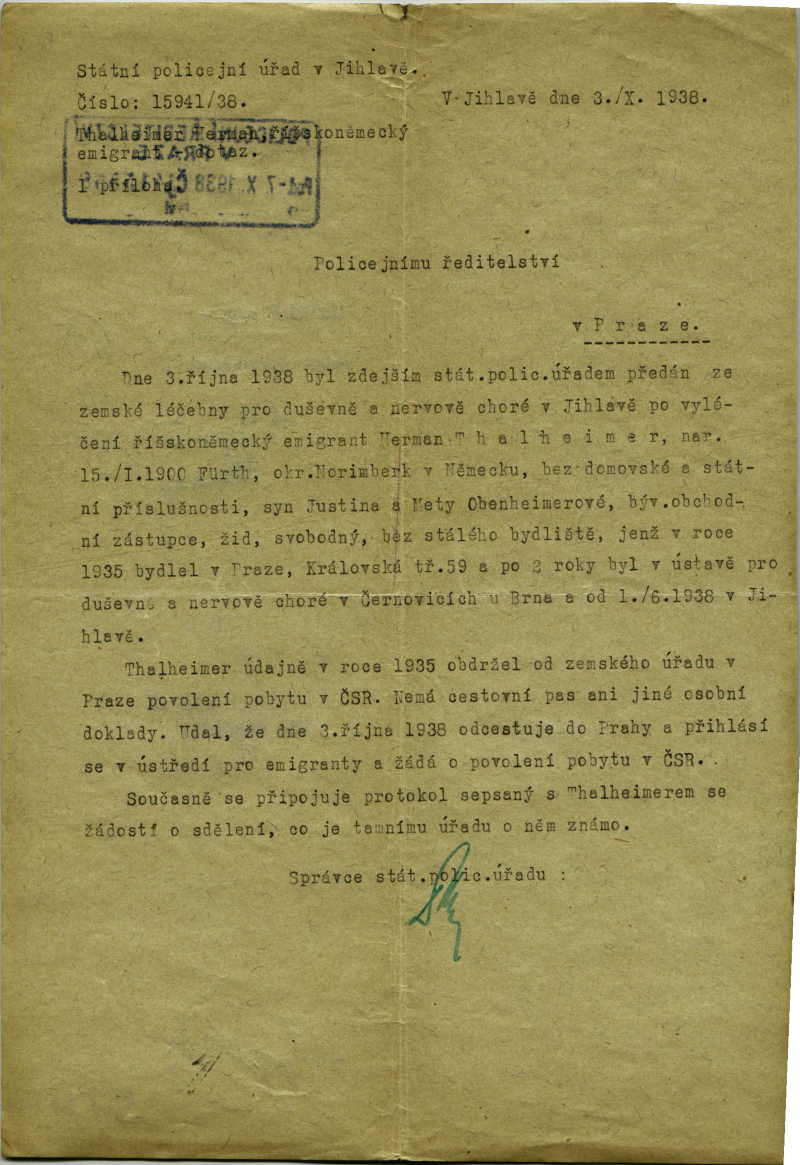 Státní policejní úřad v Jihlavě.
Číslo: 15941/38.
V Jihlavě dne 3./X. 1938.
Thalheimer Herman, říšskoněmecký
emigrant - dotaz.
1 příloha.
Policejnímu ředitelství
v P r a z e.
Dne 3.října 1938 byl zdejším stát.polic.úřadem předán ze
zemské léčebny pro duševně a nervově choré v Jihlavě po vylé-
čení říšskoněmecký emigrant Herman T h a l h e i m e r, nar.
15./I.1900 Fürth, okr.Norimberk v Německu, bez domovské a stát-
ní příslušnosti, syn Justina a Mety Obenheimerové, býv.obchod-
ní zástupce, žid, svobodný, bez stálého bydliště, jenž v roce
1935 bydlel v Praze, Královská tř.59 a po 2 roky byl v ústavě pro
duševně a nervově choré v Černovicích u Brna a od 1./6.1938 v Ji-
hlavě.
Thalheimer údajně v roce 1935 obdržel od zemského úřadu v
Praze povolení pobytu v ČSR. Nemá cestovní pas ani jiné osobní
doklady. Udal, že dne 3.října 1938 odcestuje do Prahy a přihlásí
se v ústředí pro emigranty a žádá o povolení pobytu v ČSR.
Současně se připojuje protokol sepsaný s Thalheimerem se
žádostí o sdělení, co je tamnímu úřadu o něm známo.
Správce stát.polic.úřadu :